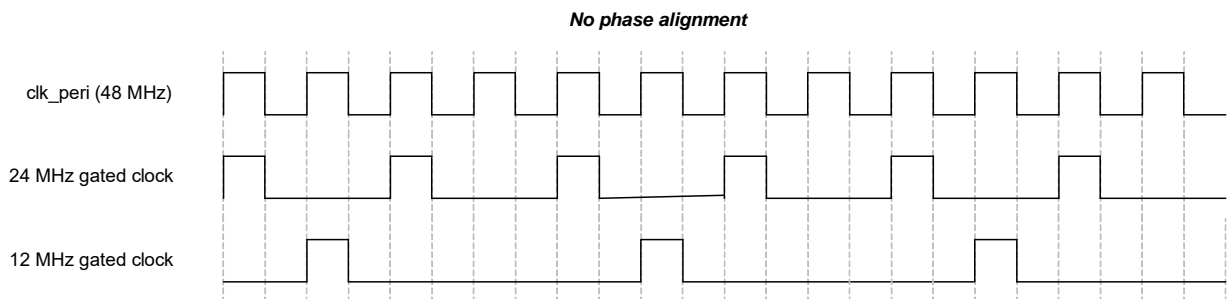 No phase alignment
clk_peri (48 MHz)
24 MHz gated clock
12 MHz gated clock